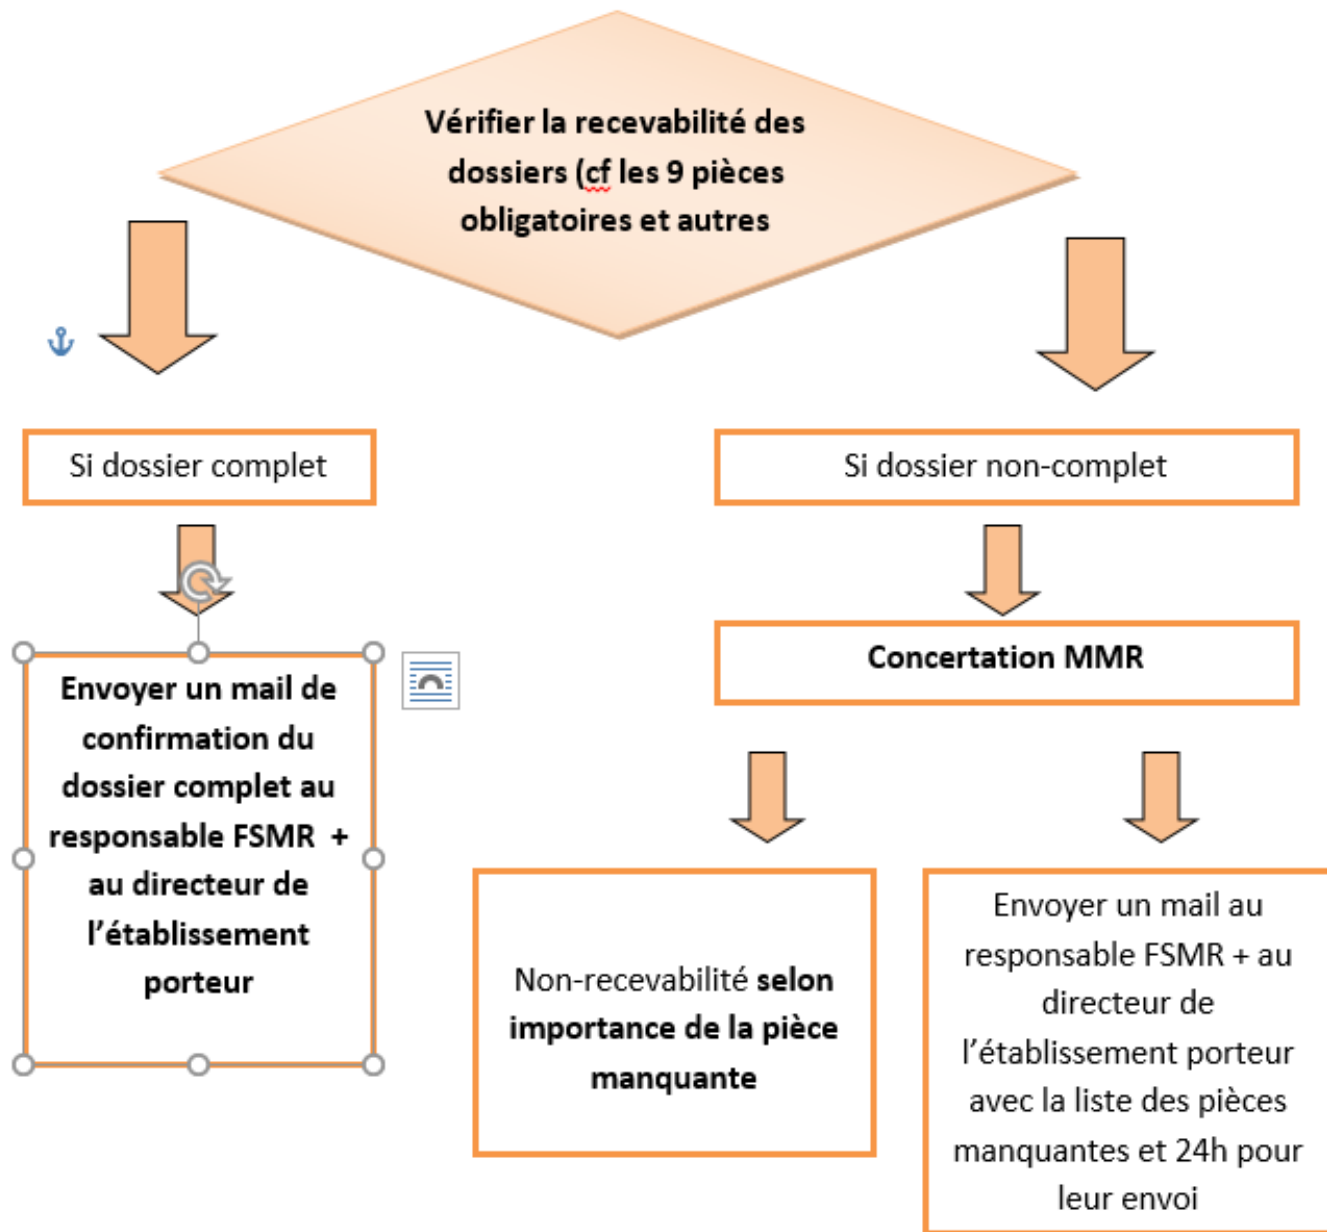 Vérifier la recevabilité des
dossiers (cf les 9 pièces
obligatoires et autres
Si dossier complet
Si dossier non-complet
Envoyer un mail de
confirmation du
dossier complet au
responsable FSMR +
au directeur de
l’établissement
porteur
Concertation MMR
Non-recevabilité selon
importance de la pièce
manquante
Envoyer un mail au
responsable FSMR + au
directeur de
l’établissement porteur
avec la liste des pièces
manquantes et 24h pour
leur envoi